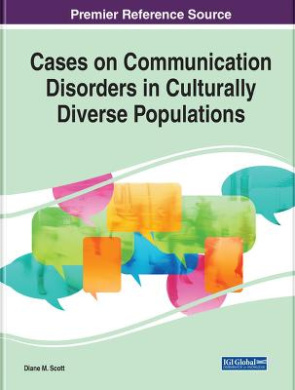 Premier Reference Source
Cases on Communication
Disorders in Culturally
Diverse Populations
Diane M. Scott
IGI Global